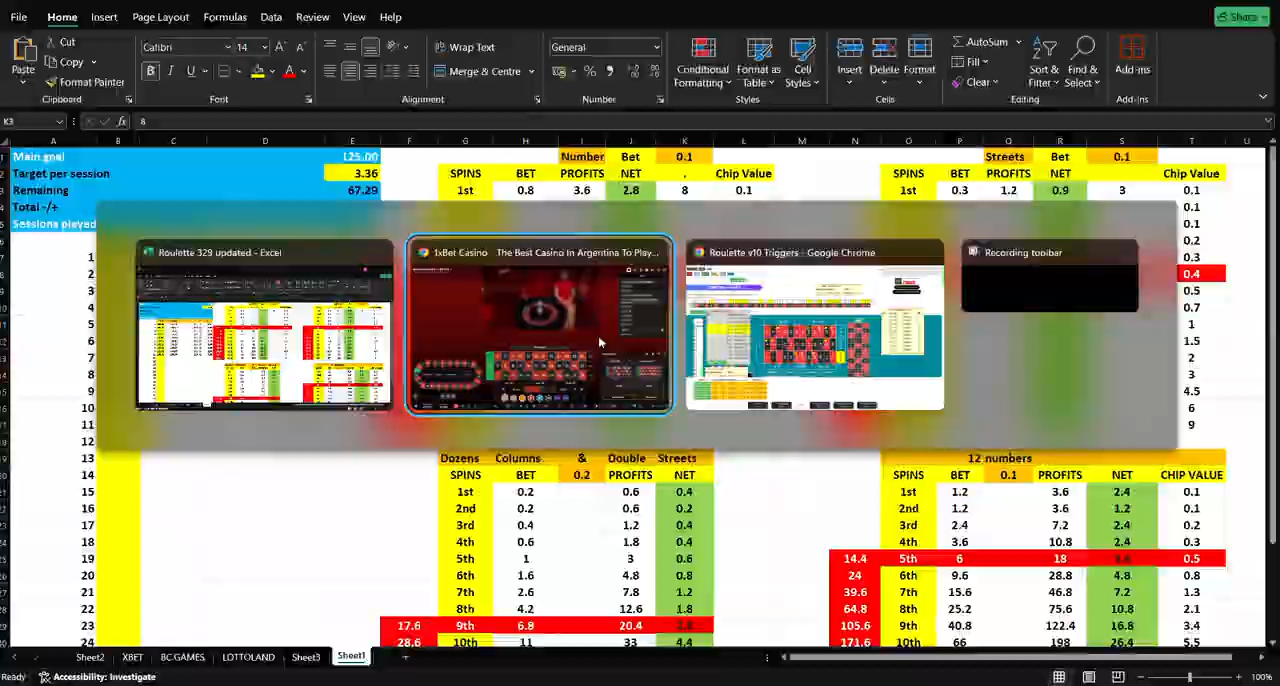 File Home Insert Page Layout Formulas Data Review View Help Share
Paste Cut Copy Format Painter Clipboard
Calibri 14 B I U Font
Wrap Text Merge & Centre Alignment
General % Number
Conditional Formatting Format as Table Cell Styles Styles
Insert Delete Format Cells
AutoSum Fill Clear Sort & Filter Find & Select Editing
Add-ins Add-ins
K3 fx 8
A B C D E F G H I J K L M N O P Q R S T U
Main goal 125.00 Number Bet 0.1 Streets Bet 0.1
Target per session 3.36 SPINS BET PROFITS NET . Chip Value SPINS BET PROFITS NET Chip Value
Remaining 67.29 1st 0.8 3.6 2.8 8 0.1 1st 0.3 1.2 0.9 3 0.1
Total -/+ 0.1
Sessions played 0.1
0.2
1 0.3
2 0.4
3 0.5
4 0.7
5 1
6 1.5
7 2
8 3
9 4.5
10 6
11 9
12
Roulette 329 updated - Excel
1xBet Casino The Best Casino In Argentina To Play...
Roulette v10 Triggers - Google Chrome
Recording toolbar
13 Dozens Columns & Double Streets 12 numbers
14 SPINS BET 0.2 PROFITS NET SPINS BET 0.1 PROFITS NET CHIP VALUE
15 1st 0.2 0.6 0.4 1st 1.2 3.6 2.4 0.1
16 2nd 0.2 0.6 0.2 2nd 1.2 3.6 1.2 0.1
17 3rd 0.4 1.2 0.4 3rd 2.4 7.2 2.4 0.2
18 4th 0.6 1.8 0.4 4th 3.6 10.8 2.4 0.3
19 5th 1 3 0.6 14.4 5th 6 18 0.5
20 6th 1.6 4.8 0.8 24 6th 9.6 28.8 4.8 0.8
21 7th 2.6 7.8 1.2 39.6 7th 15.6 46.8 7.2 1.3
22 8th 4.2 12.6 1.8 64.8 8th 25.2 75.6 10.8 2.1
23 17.6 9th 6.8 20.4 105.6 9th 40.8 122.4 16.8 3.4
24 28.6 10th 11 33 4.4 171.6 10th 66 198 26.4 5.5
Sheet2 XBET BC.GAMES LOTTOLAND Sheet3 Sheet1
Ready Accessibility: Investigate 100%